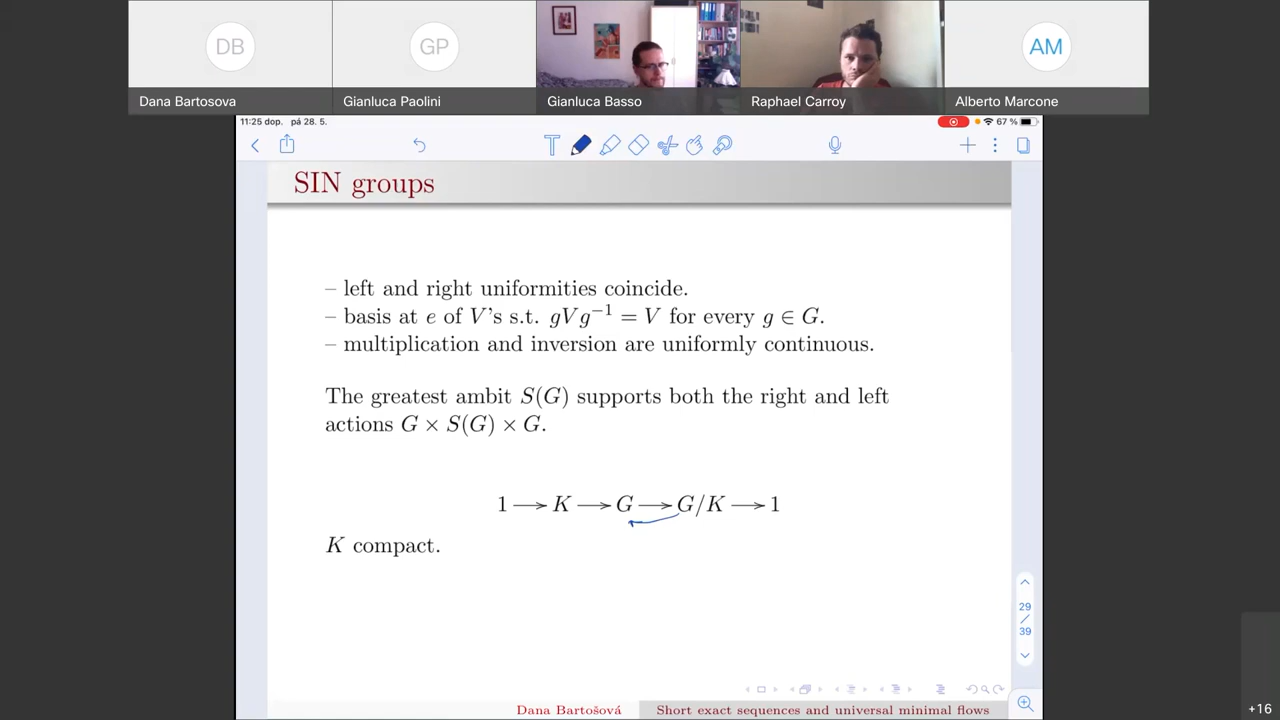 DB
GP
AM
Dana Bartosova
Gianluca Paolini
Gianluca Basso
Raphael Carroy
Alberto Marcone
11:25 dop. pá 28. 5.
67 %
T
SIN groups
– left and right uniformities coincide.
– basis at e of V's s.t. gVg⁻¹ = V for every g ∈ G.
– multiplication and inversion are uniformly continuous.
The greatest ambit S(G) supports both the right and left
actions G × S(G) × G.
1 → K → G → G/K → 1
K compact.
29
/
39
Dana Bartošová
Short exact sequences and universal minimal flows
+16